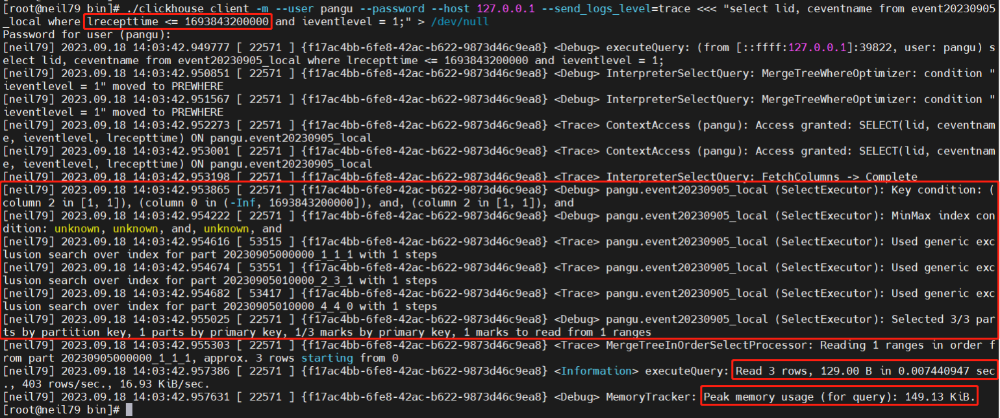 [root@neil79 bin]# ./clickhouse client -m --user pangu --password --host 127.0.0.1 --send_logs_level=trace <<< "select lid, ceventname from event20230905
_local where lrecepttime <= 1693843200000 and ieventlevel = 1;" > /dev/null
Password for user (pangu):
[neil79] 2023.09.18 14:03:42.949777 [ 22571 ] {f17ac4bb-6fe8-42ac-b622-9873d46c9ea8} <Debug> executeQuery: (from [::ffff:127.0.0.1]:39822, user: pangu) s
elect lid, ceventname from event20230905_local where lrecepttime <= 1693843200000 and ieventlevel = 1;
[neil79] 2023.09.18 14:03:42.950851 [ 22571 ] {f17ac4bb-6fe8-42ac-b622-9873d46c9ea8} <Debug> InterpreterSelectQuery: MergeTreeWhereOptimizer: condition "
ieventlevel = 1" moved to PREWHERE
[neil79] 2023.09.18 14:03:42.951567 [ 22571 ] {f17ac4bb-6fe8-42ac-b622-9873d46c9ea8} <Debug> InterpreterSelectQuery: MergeTreeWhereOptimizer: condition "
ieventlevel = 1" moved to PREWHERE
[neil79] 2023.09.18 14:03:42.952273 [ 22571 ] {f17ac4bb-6fe8-42ac-b622-9873d46c9ea8} <Trace> ContextAccess (pangu): Access granted: SELECT(lid, ceventnam
e, ieventlevel, lrecepttime) ON pangu.event20230905_local
[neil79] 2023.09.18 14:03:42.953001 [ 22571 ] {f17ac4bb-6fe8-42ac-b622-9873d46c9ea8} <Trace> ContextAccess (pangu): Access granted: SELECT(lid, ceventnam
e, ieventlevel, lrecepttime) ON pangu.event20230905_local
[neil79] 2023.09.18 14:03:42.953198 [ 22571 ] {f17ac4bb-6fe8-42ac-b622-9873d46c9ea8} <Trace> InterpreterSelectQuery: FetchColumns -> Complete
[neil79] 2023.09.18 14:03:42.953865 [ 22571 ] {f17ac4bb-6fe8-42ac-b622-9873d46c9ea8} <Debug> pangu.event20230905_local (SelectExecutor): Key condition: (
column 2 in [1, 1]), (column 0 in (-Inf, 1693843200000]), and, (column 2 in [1, 1]), and
[neil79] 2023.09.18 14:03:42.954222 [ 22571 ] {f17ac4bb-6fe8-42ac-b622-9873d46c9ea8} <Debug> pangu.event20230905_local (SelectExecutor): MinMax index con
dition: unknown, unknown, and, unknown, and
[neil79] 2023.09.18 14:03:42.954616 [ 53515 ] {f17ac4bb-6fe8-42ac-b622-9873d46c9ea8} <Trace> pangu.event20230905_local (SelectExecutor): Used generic exc
lusion search over index for part 20230905000000_1_1_1 with 1 steps
[neil79] 2023.09.18 14:03:42.954674 [ 53551 ] {f17ac4bb-6fe8-42ac-b622-9873d46c9ea8} <Trace> pangu.event20230905_local (SelectExecutor): Used generic exc
lusion search over index for part 20230905010000_2_3_1 with 1 steps
[neil79] 2023.09.18 14:03:42.954682 [ 53417 ] {f17ac4bb-6fe8-42ac-b622-9873d46c9ea8} <Trace> pangu.event20230905_local (SelectExecutor): Used generic exc
lusion search over index for part 20230905010000_4_4_0 with 1 steps
[neil79] 2023.09.18 14:03:42.955025 [ 22571 ] {f17ac4bb-6fe8-42ac-b622-9873d46c9ea8} <Debug> pangu.event20230905_local (SelectExecutor): Selected 3/3 par
ts by partition key, 1 parts by primary key, 1/3 marks by primary key, 1 marks to read from 1 ranges
[neil79] 2023.09.18 14:03:42.955303 [ 22571 ] {f17ac4bb-6fe8-42ac-b622-9873d46c9ea8} <Trace> MergeTreeInOrderSelectProcessor: Reading 1 ranges in order f
rom part 20230905000000_1_1_1, approx. 3 rows starting from 0
[neil79] 2023.09.18 14:03:42.957386 [ 22571 ] {f17ac4bb-6fe8-42ac-b622-9873d46c9ea8} <Information> executeQuery: Read 3 rows, 129.00 B in 0.007440947 sec
., 403 rows/sec., 16.93 KiB/sec.
[neil79] 2023.09.18 14:03:42.957631 [ 22571 ] {f17ac4bb-6fe8-42ac-b622-9873d46c9ea8} <Debug> MemoryTracker: Peak memory usage (for query): 149.13 KiB.
[root@neil79 bin]#